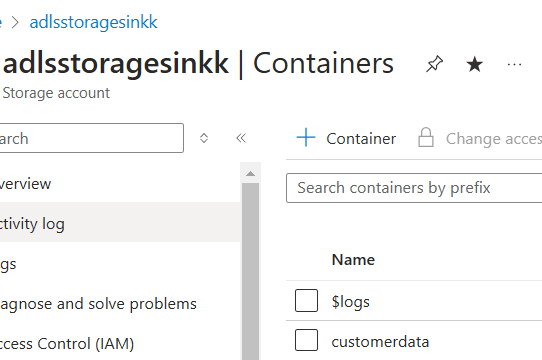 e > adlsstoragesinkk
adlsstoragesinkk | Containers
Storage account
arch
+ Container
Change acces
verview
Search containers by prefix
ctivity log
gs
Name
agnose and solve problems
$logs
ccess Control (IAM)
customerdata